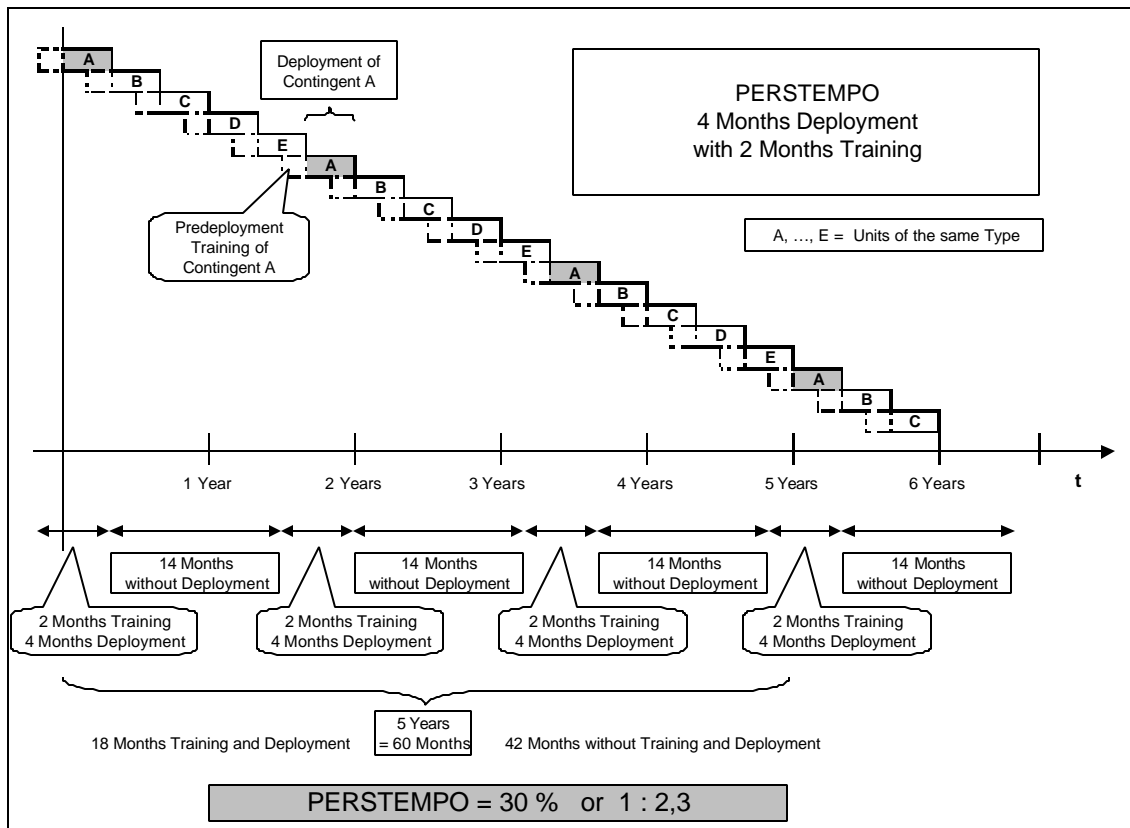 PERSTEMPO
4 Months Deployment
with 2 Months Training
A, …, E = Units of the same Type
Deployment of
Contingent A
Predeployment
Training of
Contingent A
A
B
C
D
E
A
B
C
D
E
A
B
C
D
E
A
B
C
1 Year
2 Years
3 Years
4 Years
5 Years
6 Years
t
14 Months
without Deployment
14 Months
without Deployment
14 Months
without Deployment
14 Months
without Deployment
2 Months Training
4 Months Deployment
2 Months Training
4 Months Deployment
2 Months Training
4 Months Deployment
2 Months Training
4 Months Deployment
5 Years
= 60 Months
18 Months Training and Deployment
42 Months without Training and Deployment
PERSTEMPO = 30 % or 1 : 2,3